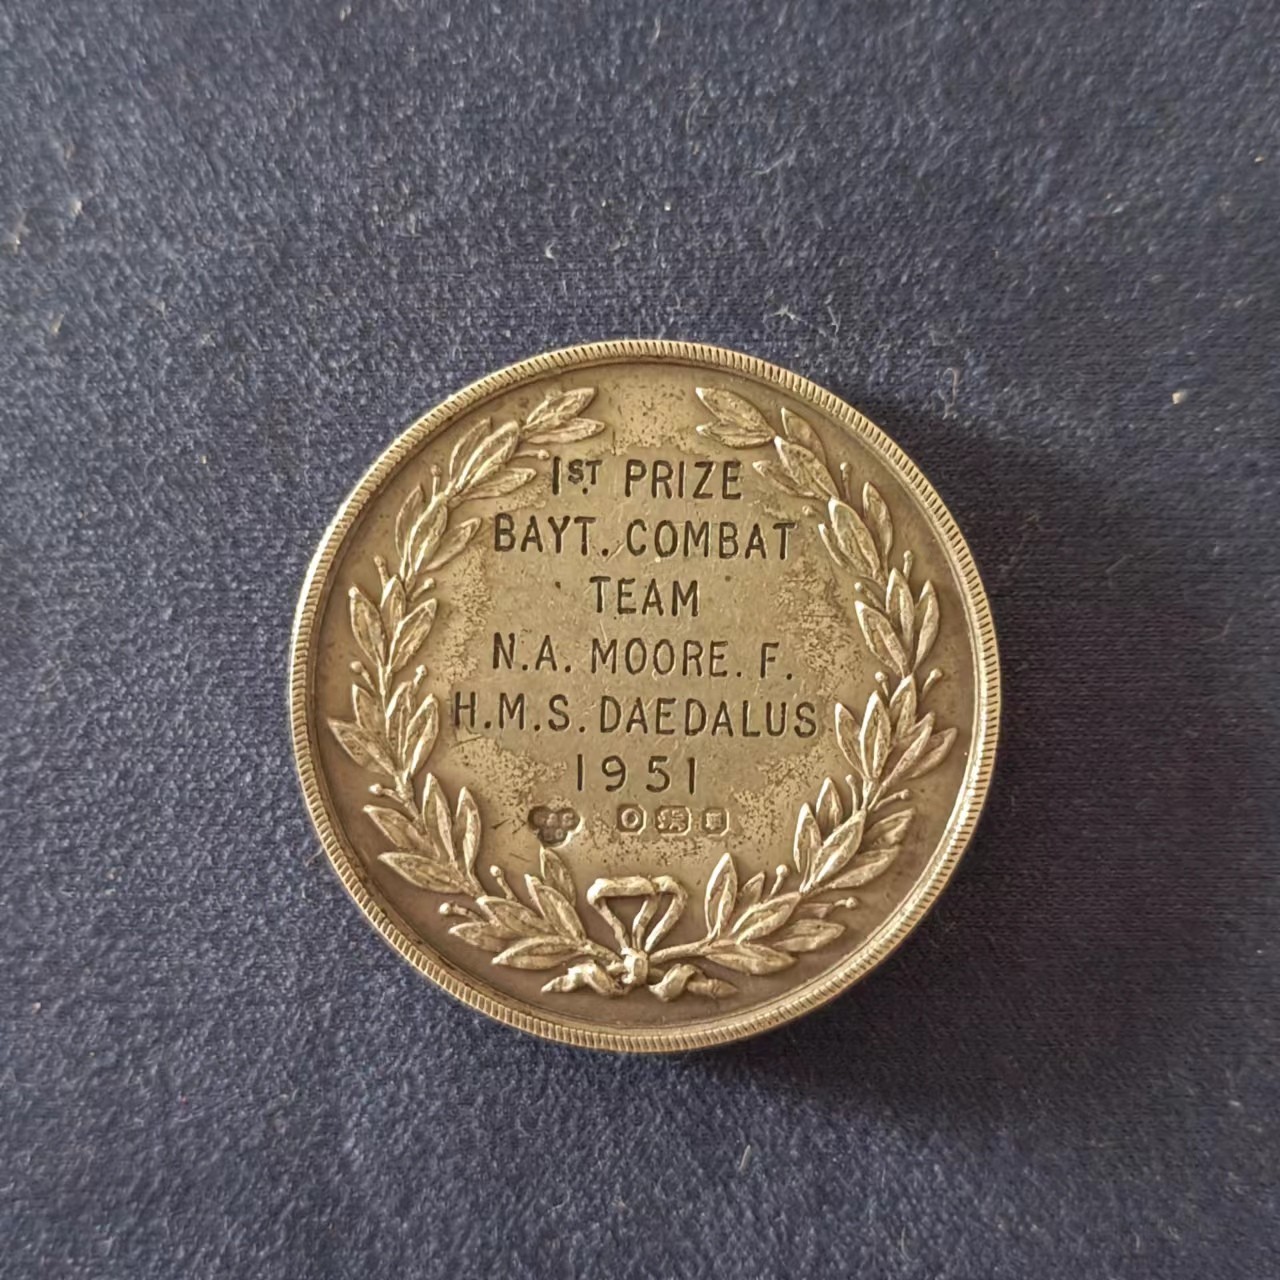 1ST PRIZE
BAYT. COMBAT
TEAM
N.A. MOORE. F.
H.M.S. DAEDALUS
1951